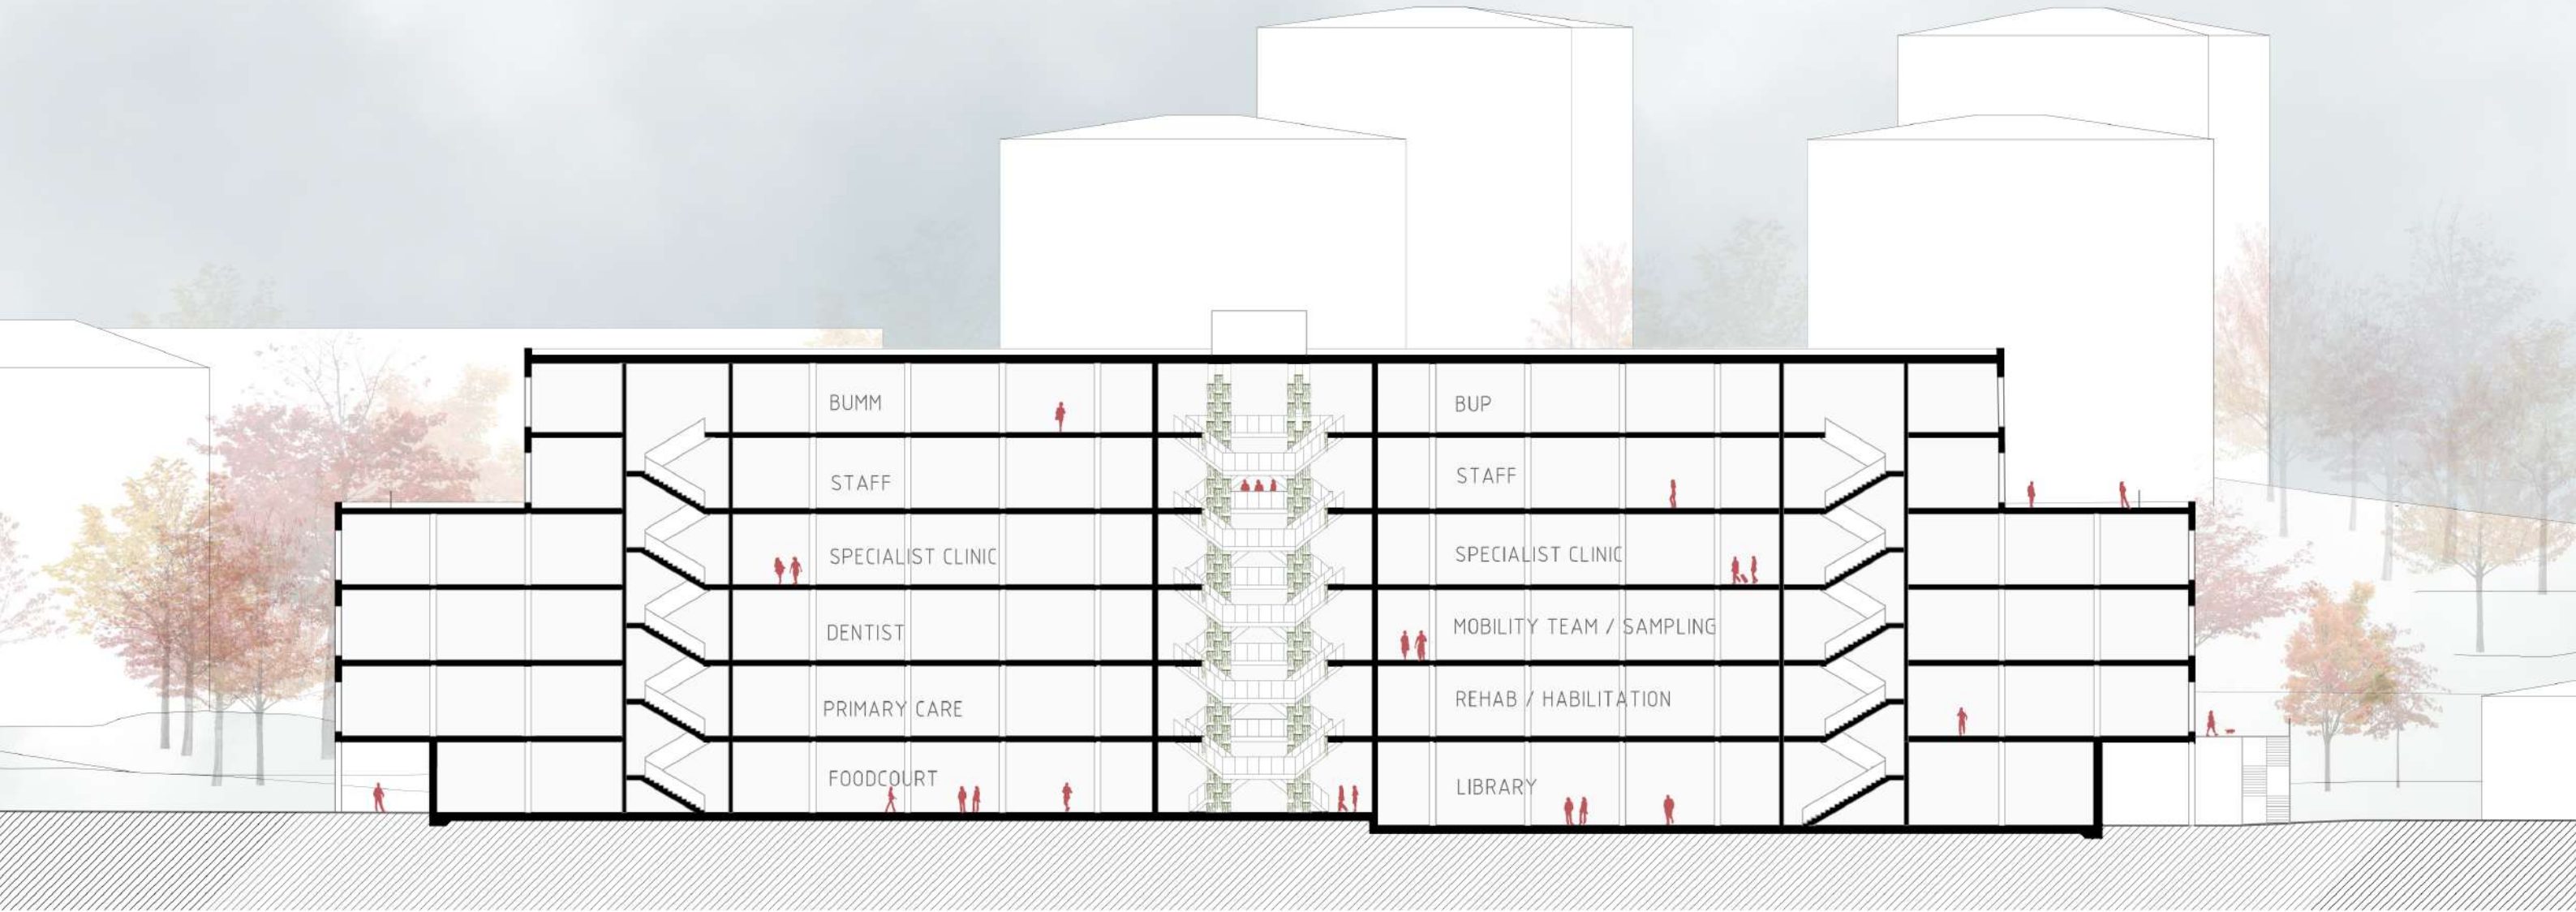 BUMM
BUP
STAFF
STAFF
SPECIALIST CLINIC
SPECIALIST CLINIC
DENTIST
MOBILITY TEAM / SAMPLING
PRIMARY CARE
REHAB / HABILITATION
FOODCOURT
LIBRARY